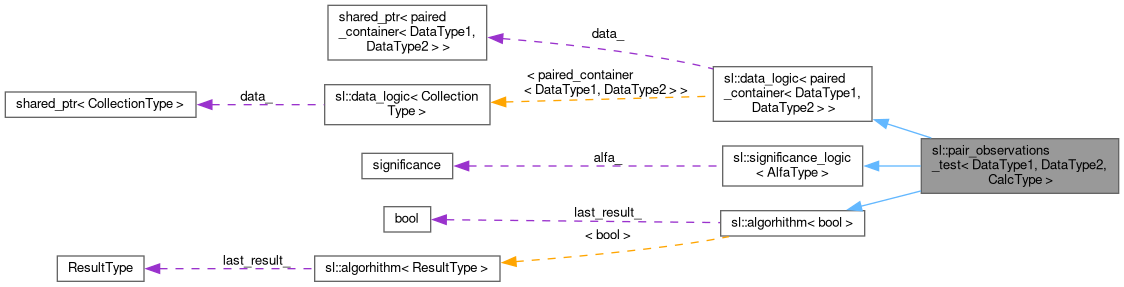 shared_ptr< paired
_container< DataType1,
DataType2 > >
data_
< paired_container
< DataType1, DataType2 > >
sl::data_logic< paired
_container< DataType1,
DataType2 > >
shared_ptr< CollectionType >
data_
sl::data_logic< Collection
Type >
sl::pair_observations
_test< DataType1, DataType2,
CalcType >
significance
alfa_
sl::significance_logic
< AlfaType >
bool
last_result_
sl::algorhithm< bool >
< bool >
ResultType
last_result_
sl::algorhithm< ResultType >